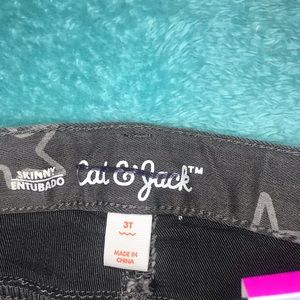 SKINNY
ENTUBADO
Cat & Jack™
3T
MADE IN
CHINA